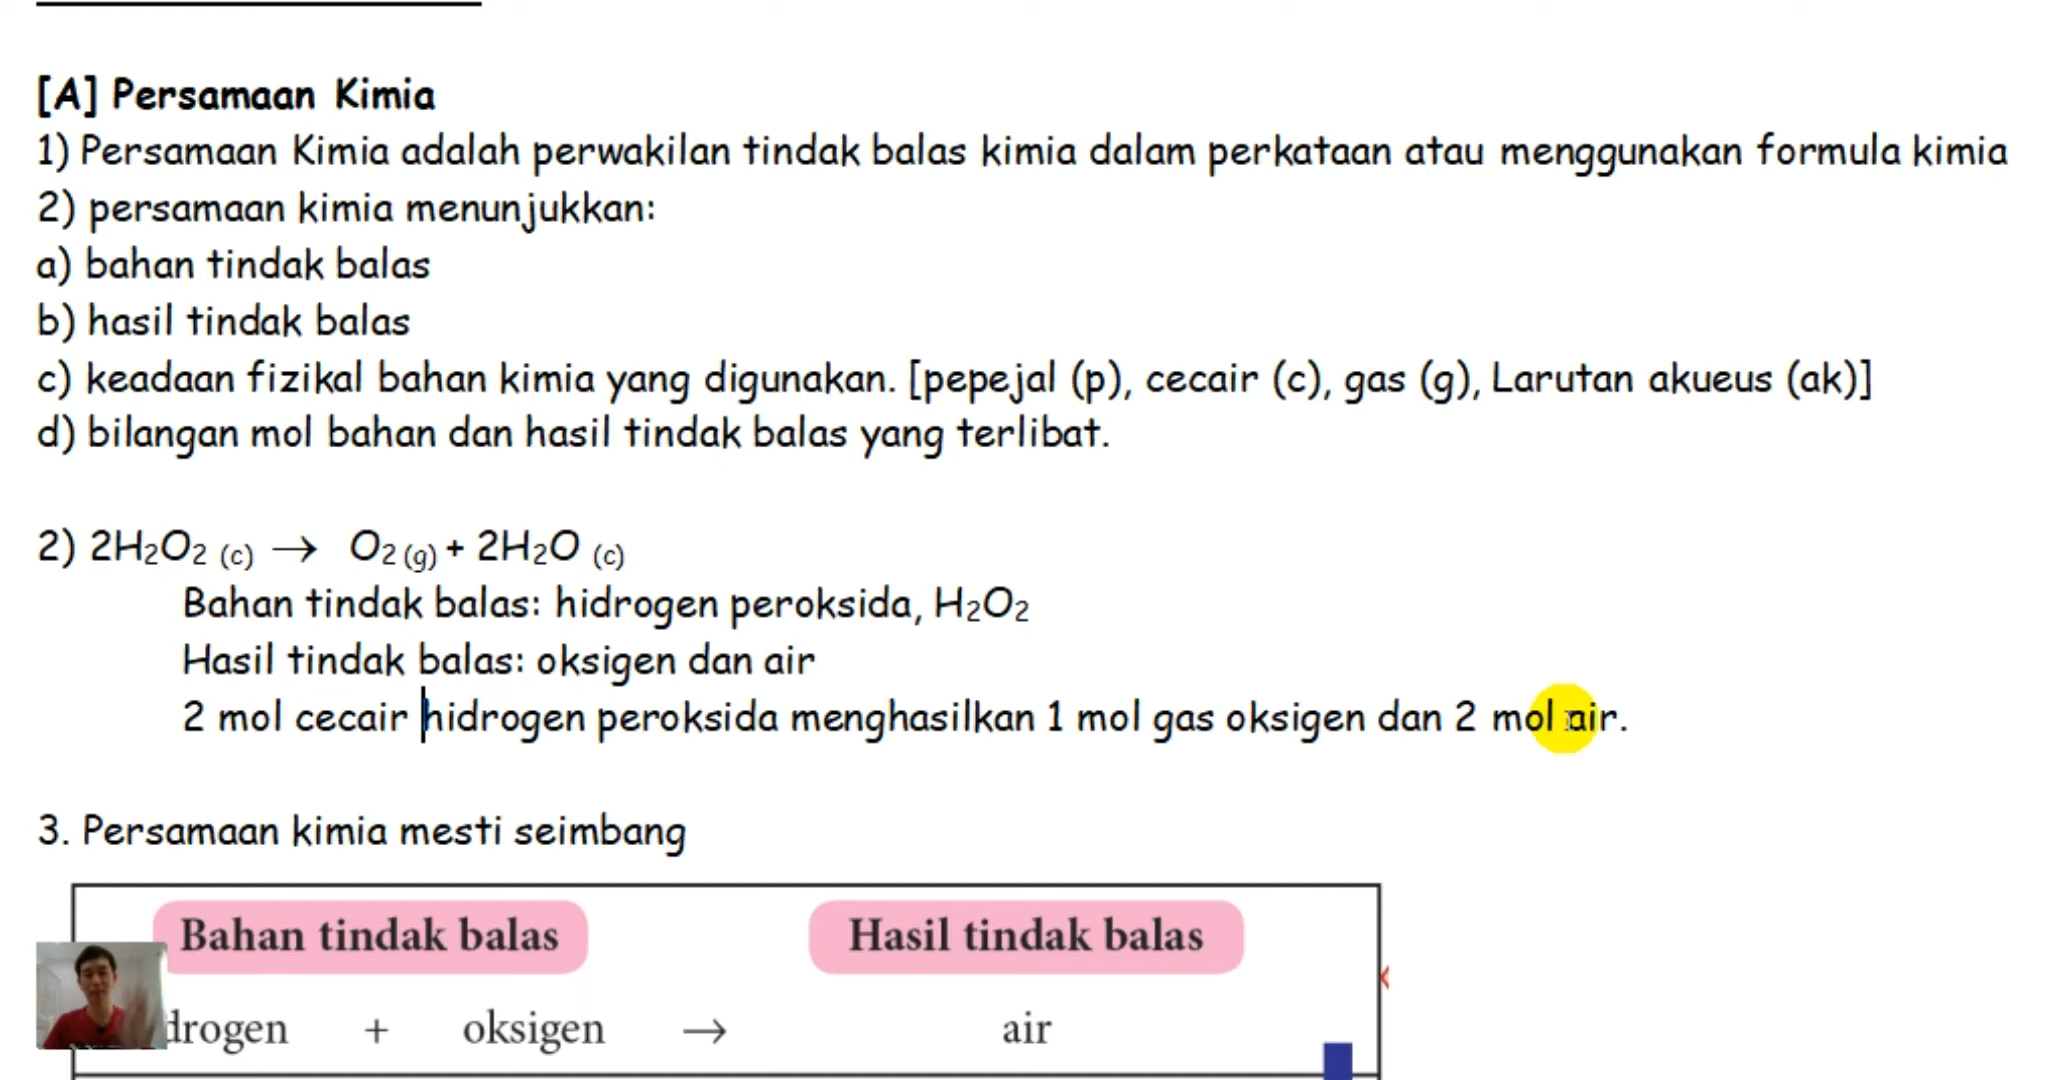 [A] Persamaan Kimia
1) Persamaan Kimia adalah perwakilan tindak balas kimia dalam perkataan atau menggunakan formula kimia
2) persamaan kimia menunjukkan:
a) bahan tindak balas
b) hasil tindak balas
c) keadaan fizikal bahan kimia yang digunakan. [pepejal (p), cecair (c), gas (g), Larutan akueus (ak)]
d) bilangan mol bahan dan hasil tindak balas yang terlibat.
2) 2H₂O₂ (c) → O₂ (g) + 2H₂O (c)
Bahan tindak balas: hidrogen peroksida, H₂O₂
Hasil tindak balas: oksigen dan air
2 mol cecair hidrogen peroksida menghasilkan 1 mol gas oksigen dan 2 mol air.
3. Persamaan kimia mesti seimbang
Bahan tindak balas Hasil tindak balas
drogen + oksigen → air